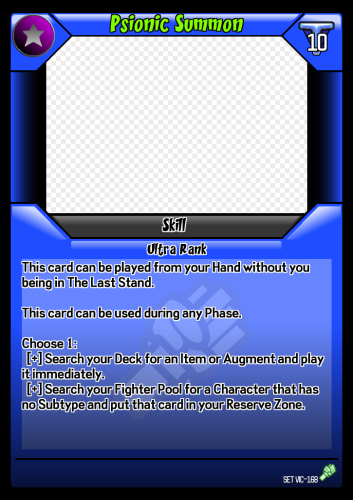 Psionic Summon
10
Skill
Ultra Rank
This card can be played from your Hand without you
being in The Last Stand.
This card can be used during any Phase.
Choose 1:
[+] Search your Deck for an Item or Augment and play
it immediately.
[+] Search your Fighter Pool for a Character that has
no Subtype and put that card in your Reserve Zone.
SET VIC-168